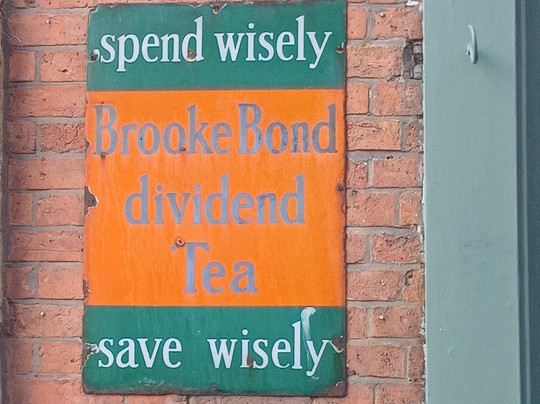 spend wisely
Brooke Bond
dividend
Tea
save wisely